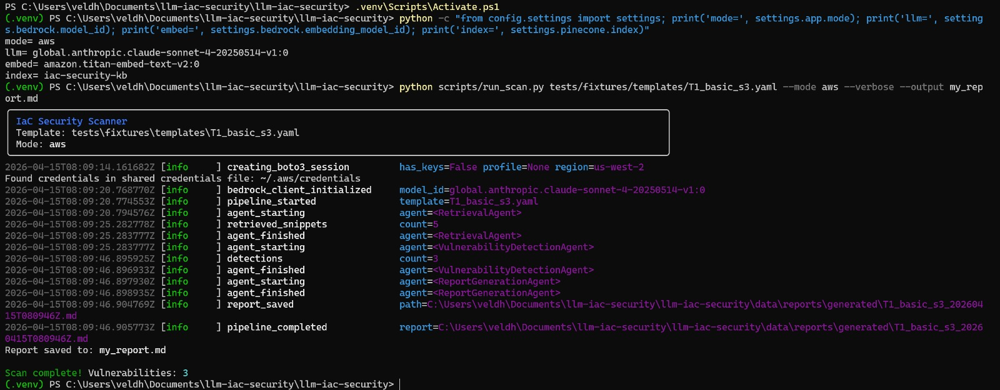 PS C:\Users\veldh\Documents\llm-iac-security\llm-iac-security> .venv\Scripts\Activate.ps1
(.venv) PS C:\Users\veldh\Documents\llm-iac-security\llm-iac-security> python -c "from config.settings import settings; print('mode=', settings.app.mode); print('llm=', setting
s.bedrock.model_id); print('embed=', settings.bedrock.embedding_model_id); print('index=', settings.pinecone.index)"
mode= aws
llm= global.anthropic.claude-sonnet-4-20250514-v1:0
embed= amazon.titan-embed-text-v2:0
index= iac-security-kb
(.venv) PS C:\Users\veldh\Documents\llm-iac-security\llm-iac-security> python scripts/run_scan.py tests/fixtures/templates/T1_basic_s3.yaml --mode aws --verbose --output my_rep
ort.md
IaC Security Scanner
Template: tests\fixtures\templates\T1_basic_s3.yaml
Mode: aws
2026-04-15T08:09:14.161682Z [info     ] creating_boto3_session         has_keys=False profile=None region=us-west-2
Found credentials in shared credentials file: ~/.aws/credentials
2026-04-15T08:09:20.768770Z [info     ] bedrock_client_initialized     model_id=global.anthropic.claude-sonnet-4-20250514-v1:0
2026-04-15T08:09:20.774553Z [info     ] pipeline_started               template=T1_basic_s3.yaml
2026-04-15T08:09:20.794576Z [info     ] agent_starting                 agent=<RetrievalAgent>
2026-04-15T08:09:25.282778Z [info     ] retrieved_snippets             count=5
2026-04-15T08:09:25.283777Z [info     ] agent_finished                 agent=<RetrievalAgent>
2026-04-15T08:09:25.283777Z [info     ] agent_starting                 agent=<VulnerabilityDetectionAgent>
2026-04-15T08:09:46.895925Z [info     ] detections                     count=3
2026-04-15T08:09:46.896933Z [info     ] agent_finished                 agent=<VulnerabilityDetectionAgent>
2026-04-15T08:09:46.897930Z [info     ] agent_starting                 agent=<ReportGenerationAgent>
2026-04-15T08:09:46.898935Z [info     ] agent_finished                 agent=<ReportGenerationAgent>
2026-04-15T08:09:46.904769Z [info     ] report_saved                   path=C:\Users\veldh\Documents\llm-iac-security\llm-iac-security\data\reports\generated\T1_basic_s3_202604
15T080946Z.md
2026-04-15T08:09:46.905773Z [info     ] pipeline_completed             report=C:\Users\veldh\Documents\llm-iac-security\llm-iac-security\data\reports\generated\T1_basic_s3_2026
0415T080946Z.md
Report saved to: my_report.md
Scan complete! Vulnerabilities: 3
(.venv) PS C:\Users\veldh\Documents\llm-iac-security\llm-iac-security>